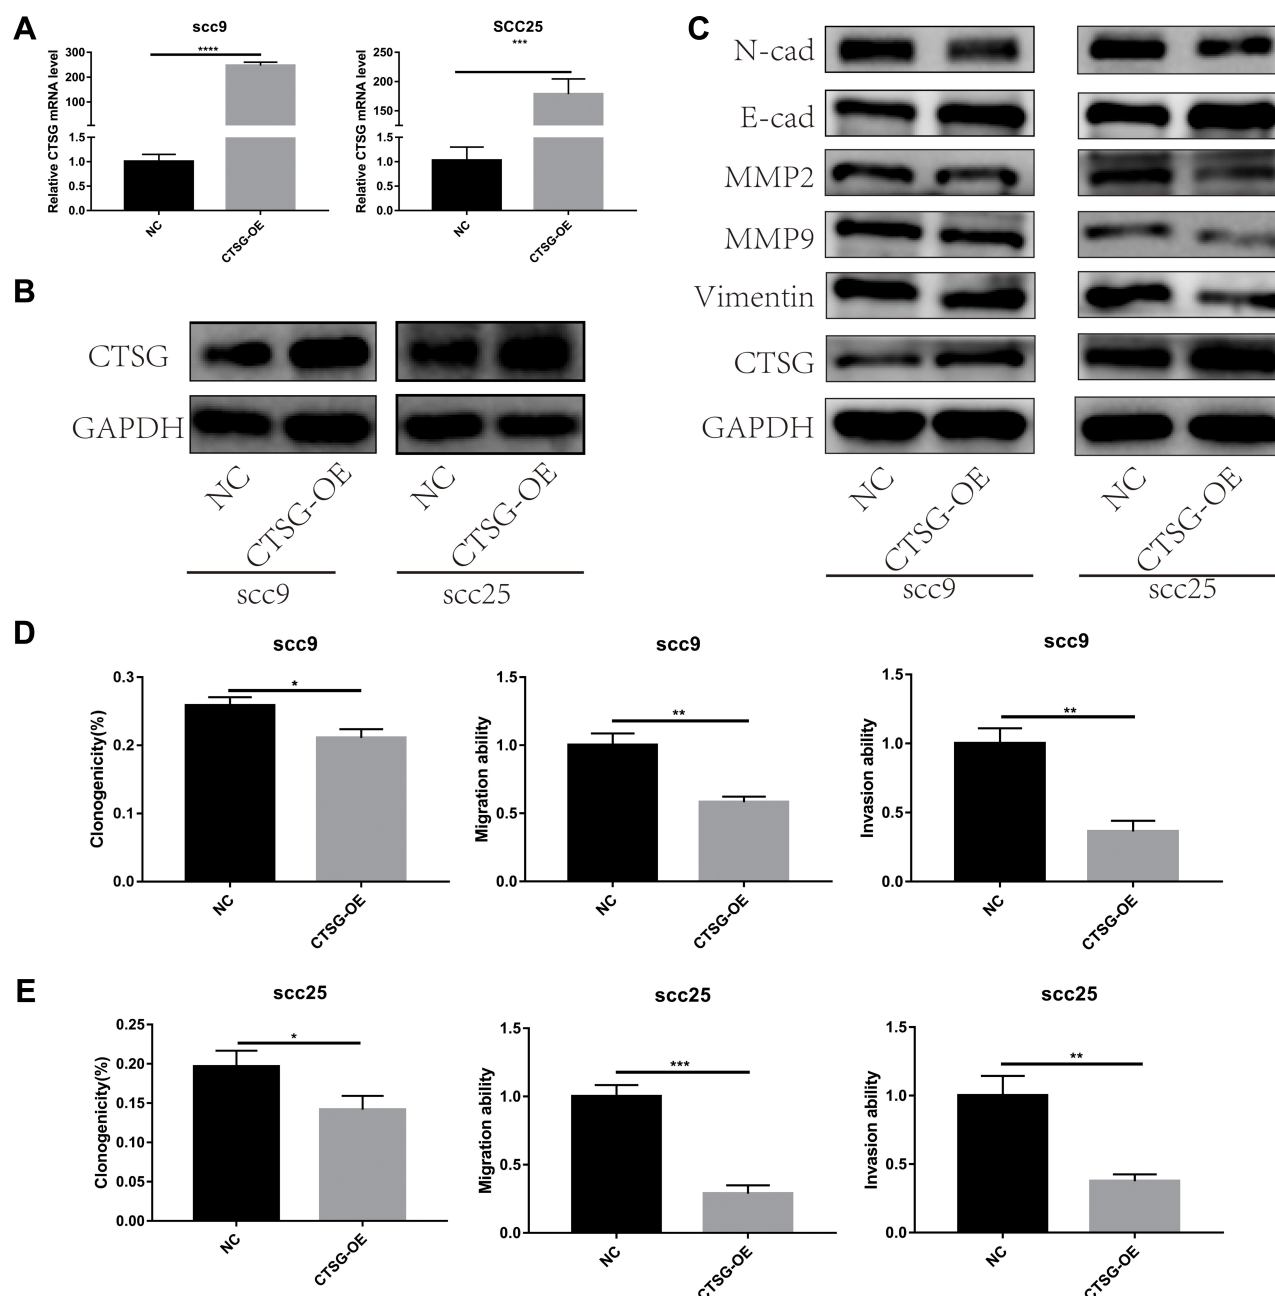 A
scc9
****
Relative CTSG mRNA level
300
200
100
1.5
1.0
0.5
0.0
NC
CTSG-OE
SCC25
***
Relative CTSG mRNA level
250
200
150
1.5
1.0
0.5
0.0
NC
CTSG-OE
B
CTSG
GAPDH
NC
CTSG-OE
NC
CTSG-OE
scc9
scc25
C
N-cad
E-cad
MMP2
MMP9
Vimentin
CTSG
GAPDH
NC
CTSG-OE
NC
CTSG-OE
scc9
scc25
D
scc9
*
Clonogenicity(%)
0.3
0.2
0.1
0.0
NC
CTSG-OE
scc9
**
Migration ability
1.5
1.0
0.5
0.0
NC
CTSG-OE
scc9
**
Invasion ability
1.5
1.0
0.5
0.0
NC
CTSG-OE
E
scc25
*
Clonogenicity(%)
0.25
0.20
0.15
0.10
0.05
0.00
NC
CTSG-OE
scc25
***
Migration ability
1.5
1.0
0.5
0.0
NC
CTSG-OE
scc25
**
Invasion ability
1.5
1.0
0.5
0.0
NC
CTSG-OE